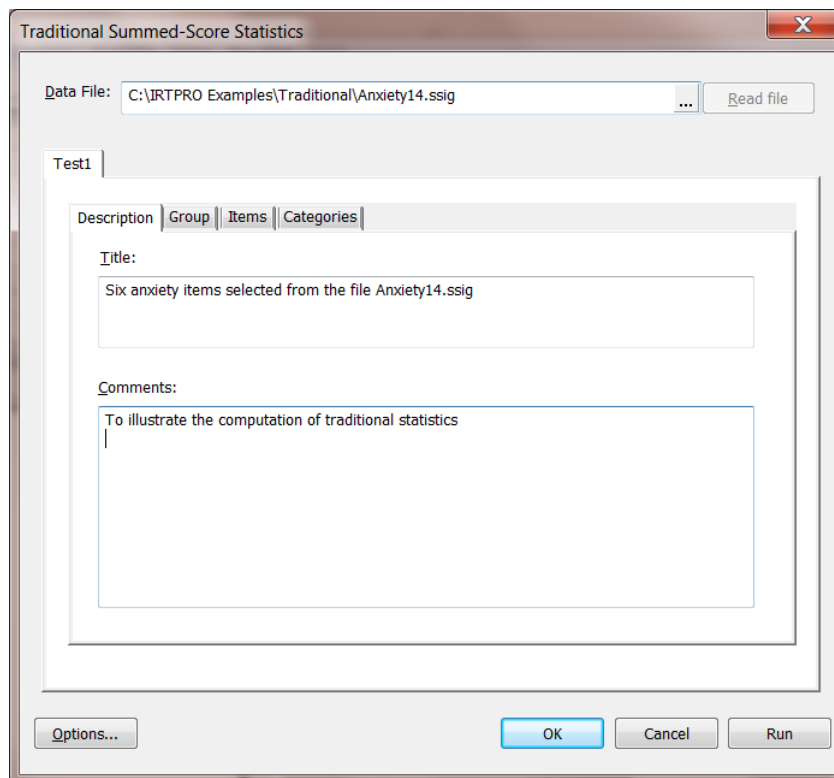 Traditional Summed-Score Statistics
X
Data File: C:\IRTPRO Examples\Traditional\Anxiety14.ssig ... Read file
Test1
Description Group Items Categories
Title:
Six anxiety items selected from the file Anxiety14.ssig
Comments:
To illustrate the computation of traditional statistics
Options... OK Cancel Run